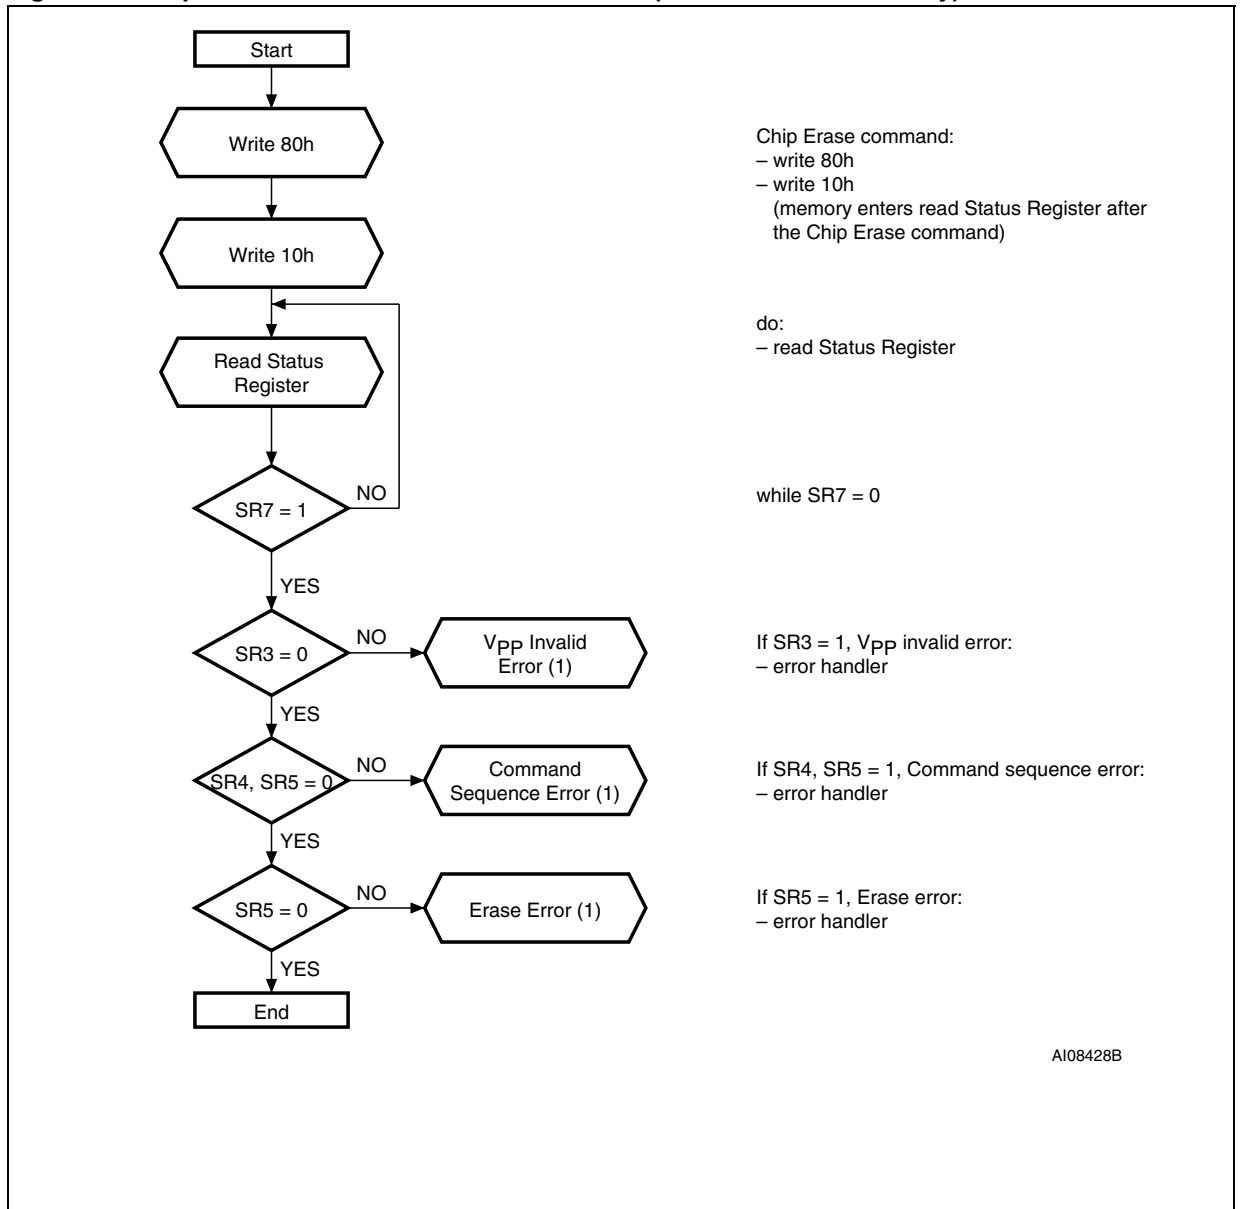 Start
Write 80h
Chip Erase command:
– write 80h
– write 10h
(memory enters read Status Register after
the Chip Erase command)
Write 10h
do:
– read Status Register
Read Status
Register
SR7 = 1
NO
while SR7 = 0
YES
SR3 = 0
NO
VPP Invalid
Error (1)
If SR3 = 1, VPP invalid error:
– error handler
YES
SR4, SR5 = 0
NO
Command
Sequence Error (1)
If SR4, SR5 = 1, Command sequence error:
– error handler
YES
SR5 = 0
NO
Erase Error (1)
If SR5 = 1, Erase error:
– error handler
YES
End
AI08428B